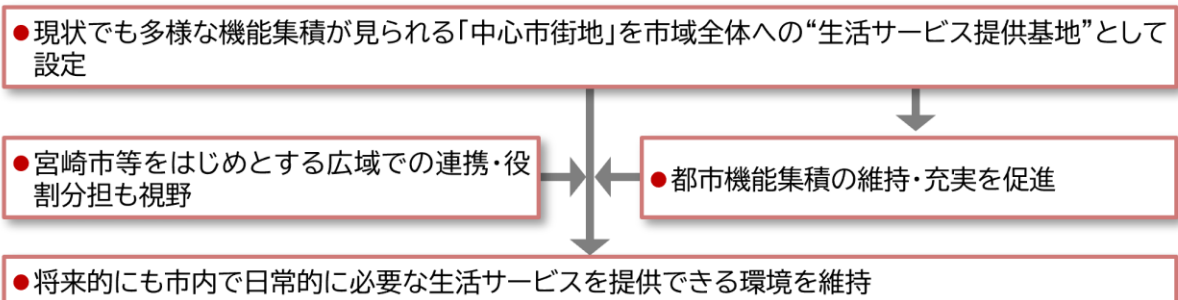 ●現状でも多様な機能集積が見られる「中心市街地」を市域全体への“生活サービス提供基地”として
設定
●宮崎市等をはじめとする広域での連携・役
割分担も視野
●都市機能集積の維持・充実を促進
●将来的にも市内で日常的に必要な生活サービスを提供できる環境を維持